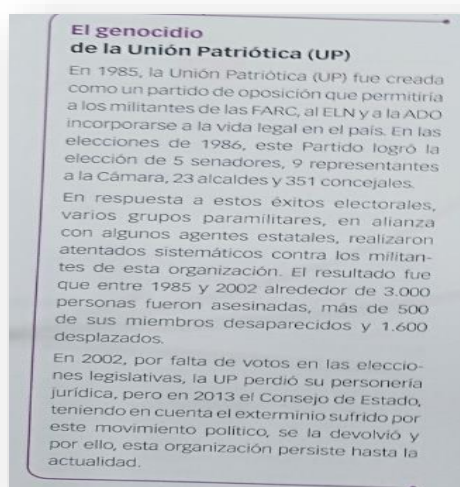 El genocidio
de la Unión Patriótica (UP)
En 1985, la Unión Patriótica (UP) fue creada
como un partido de oposición que permitiría
a los militantes de las FARC, al ELN y a la ADO
incorporarse a la vida legal en el país. En las
elecciones de 1986, este Partido logró la
elección de 5 senadores, 9 representantes
a la Cámara, 23 alcaldes y 351 concejales.
En respuesta a estos éxitos electorales,
varios grupos paramilitares, en alianza
con algunos agentes estatales, realizaron
atentados sistemáticos contra los militan-
tes de esta organización. El resultado fue
que entre 1985 y 2002 alrededor de 3.000
personas fueron asesinadas, más de 500
de sus miembros desaparecidos y 1.600
desplazados.
En 2002, por falta de votos en las eleccio-
nes legislativas, la UP perdió su personería
jurídica, pero en 2013 el Consejo de Estado,
teniendo en cuenta el exterminio sufrido por
este movimiento político, se la devolvió y
por ello, esta organización persiste hasta la
actualidad.